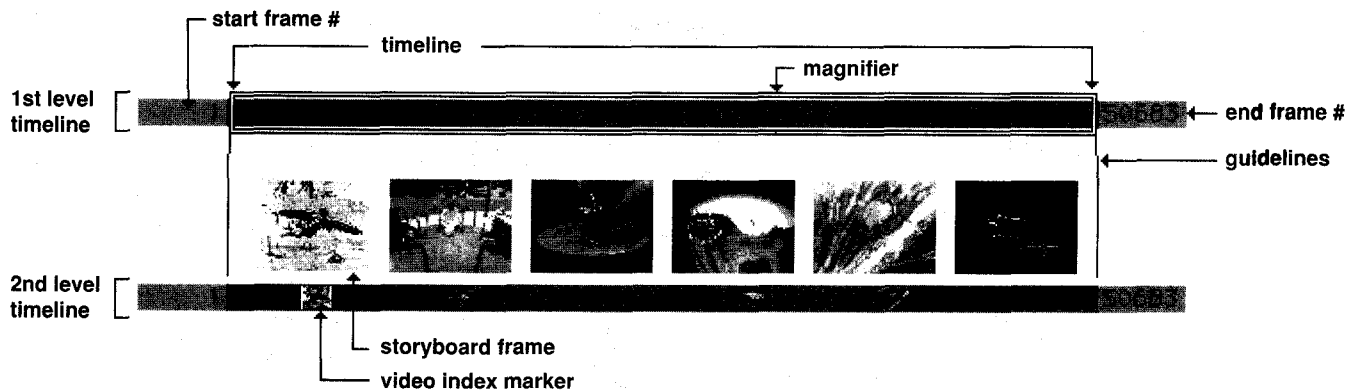 start frame #
timeline
magnifier
1st level
timeline
end frame #
guidelines
2nd level
timeline
storyboard frame
video index marker